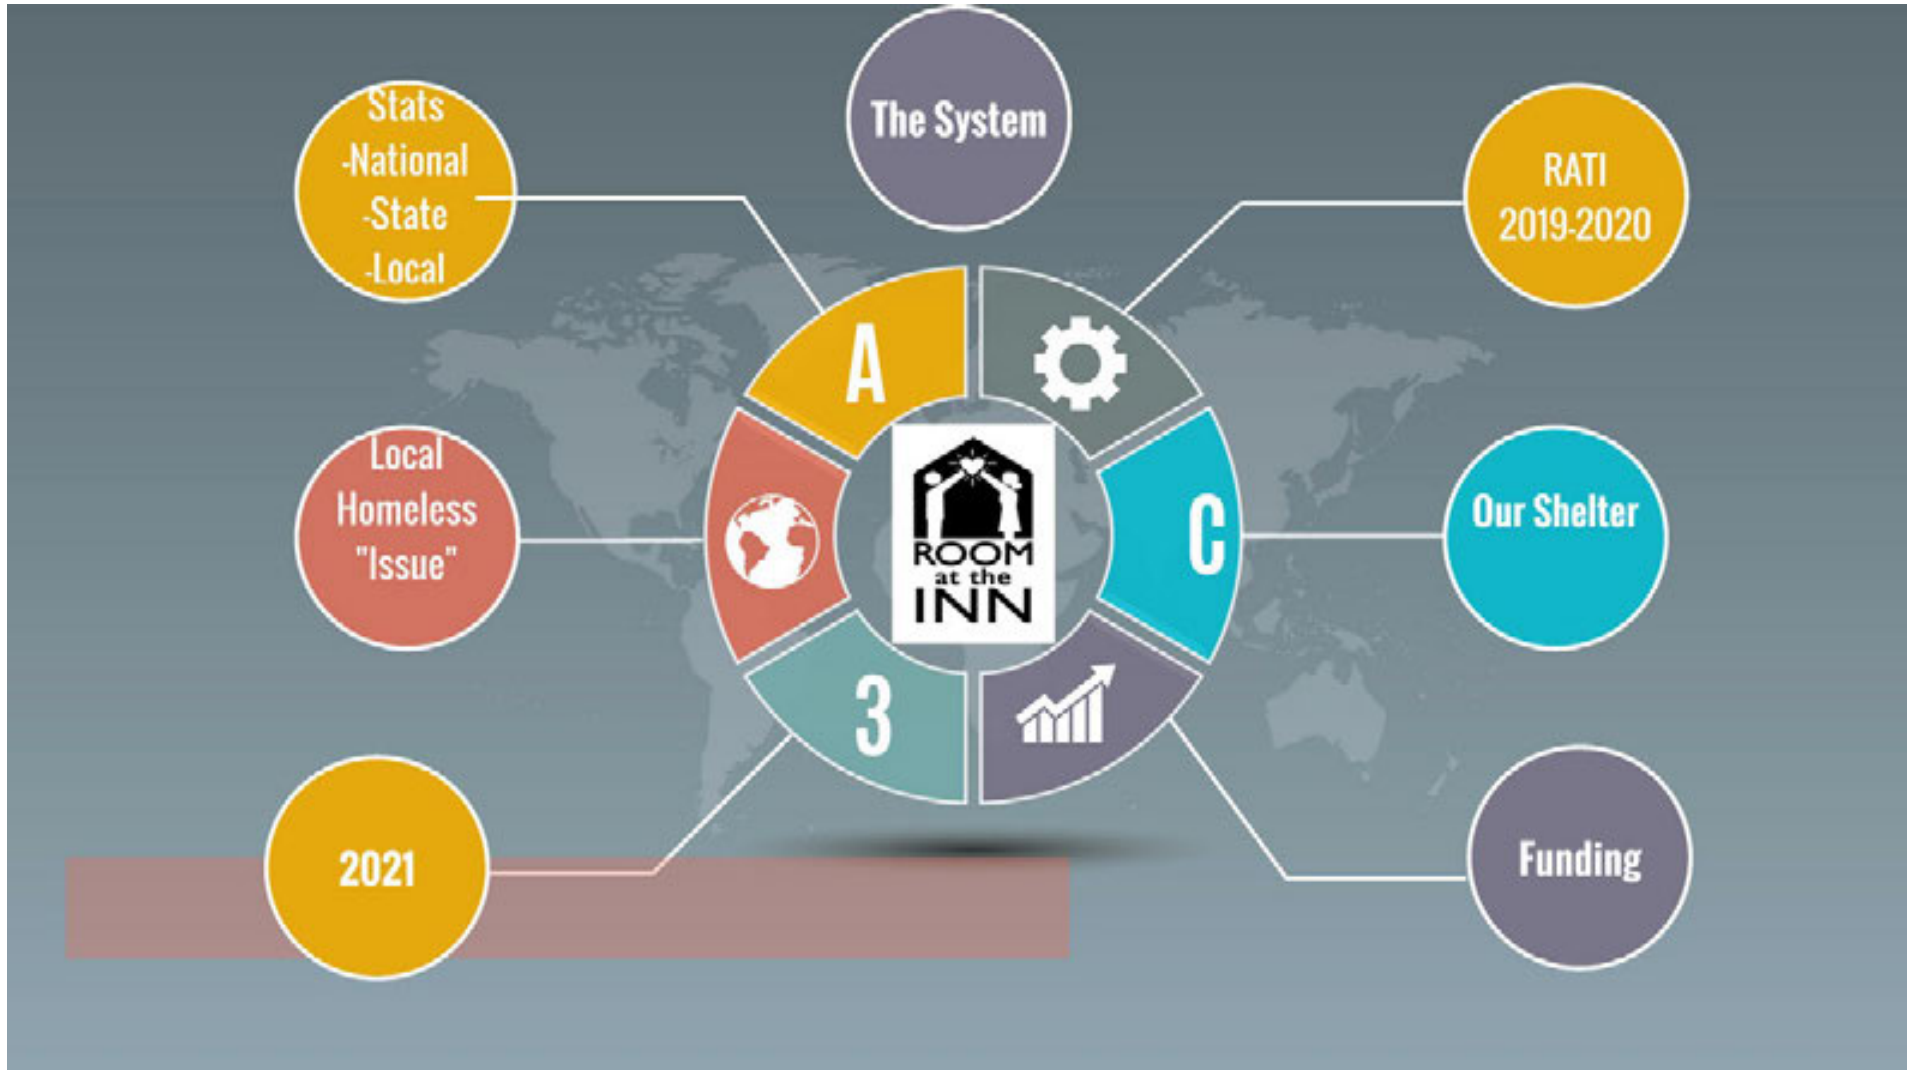 The System
Stats
-National
-State
-Local
RATI
2019-2020
A
Local
Homeless
"Issue"
ROOM
at the
INN
C
Our Shelter
3
2021
Funding